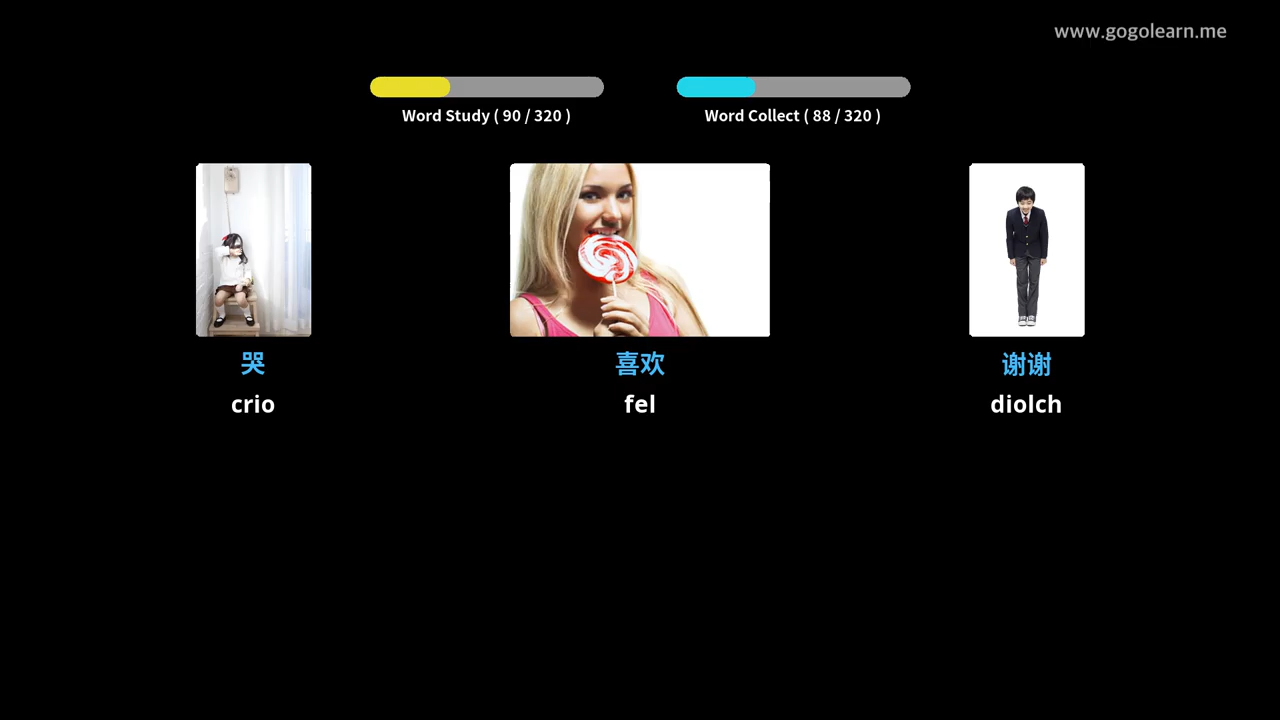 www.gogolearn.me
Word Study ( 90 / 320 )
Word Collect ( 88 / 320 )
哭
喜欢
谢谢
crio
fel
diolch